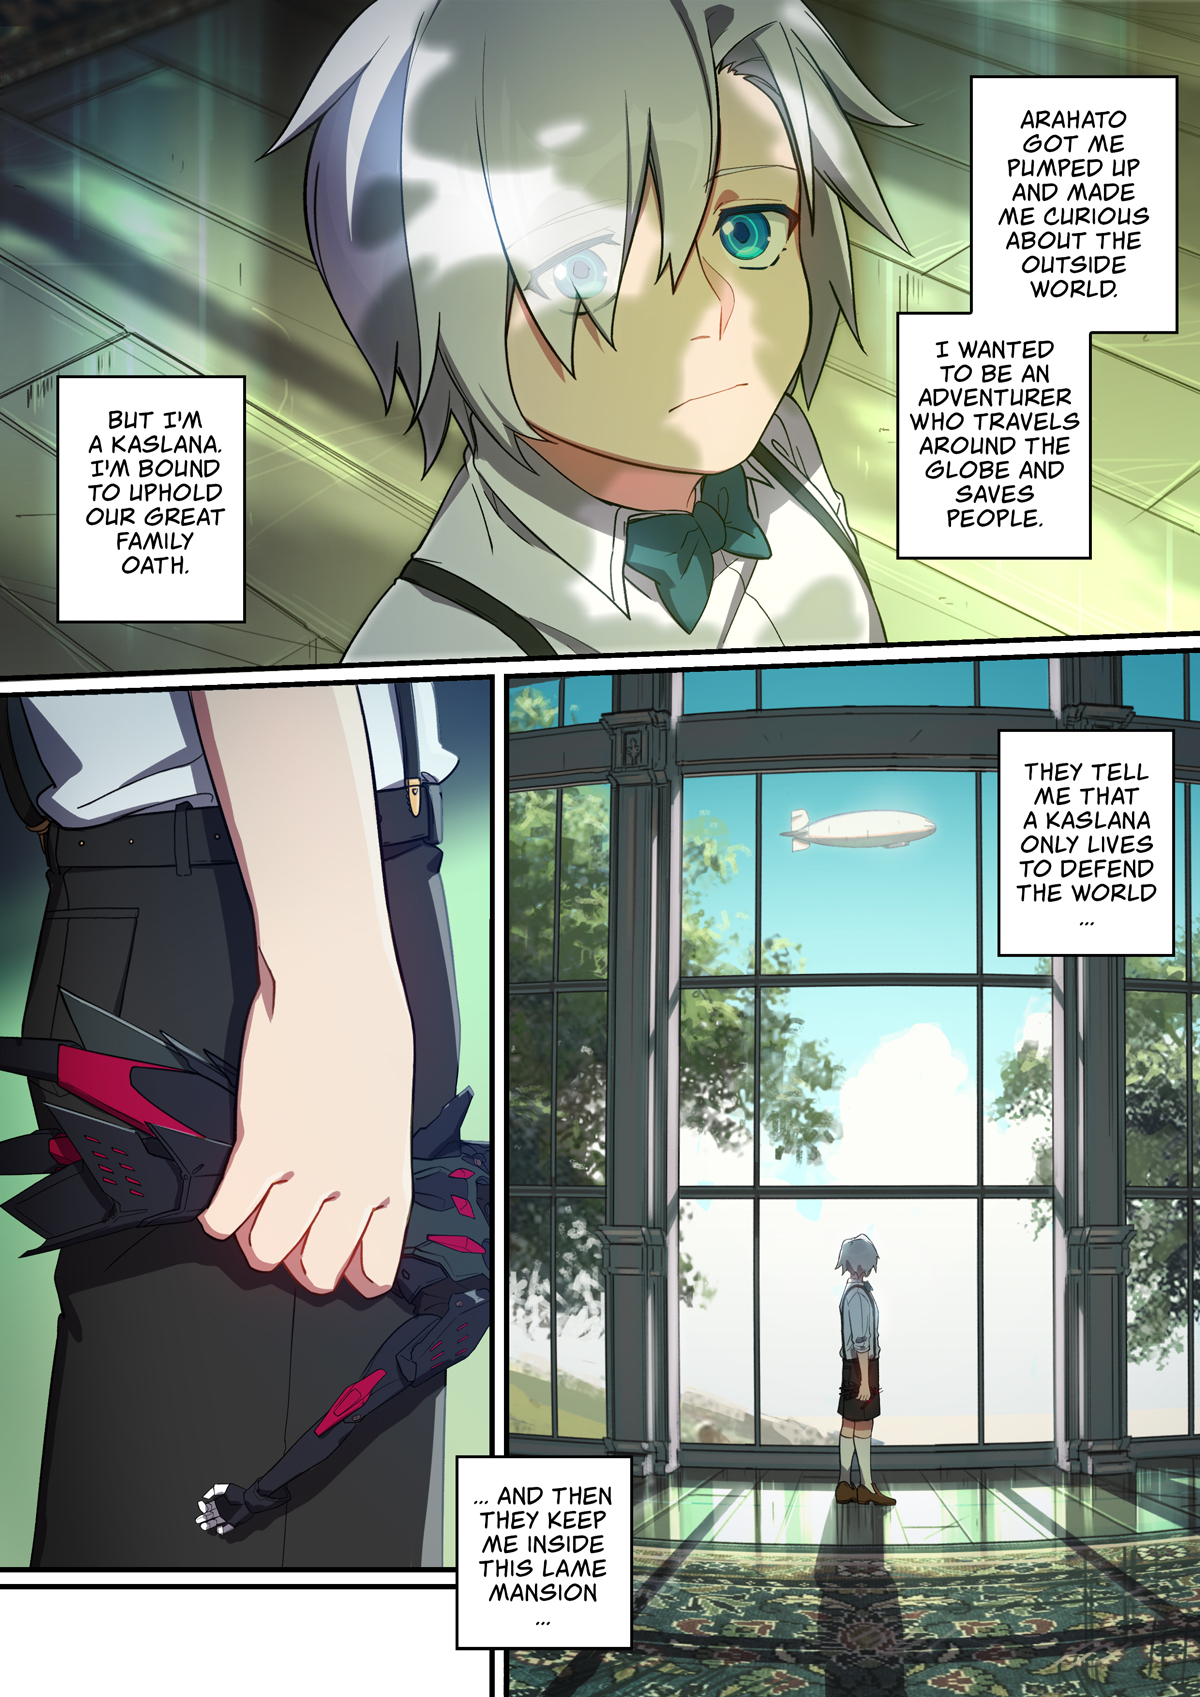 ARAHATO
GOT ME
PUMPED UP
AND MADE
ME CURIOUS
ABOUT THE
OUTSIDE
WORLD.
I WANTED
TO BE AN
ADVENTURER
WHO TRAVELS
AROUND THE
GLOBE AND
SAVES
PEOPLE.
BUT I'M
A KASLANA.
I'M BOUND
TO UPHOLD
OUR GREAT
FAMILY
OATH.
THEY TELL
ME THAT
A KASLANA
ONLY LIVES
TO DEFEND
THE WORLD
...
... AND THEN
THEY KEEP
ME INSIDE
THIS LAME
MANSION
...